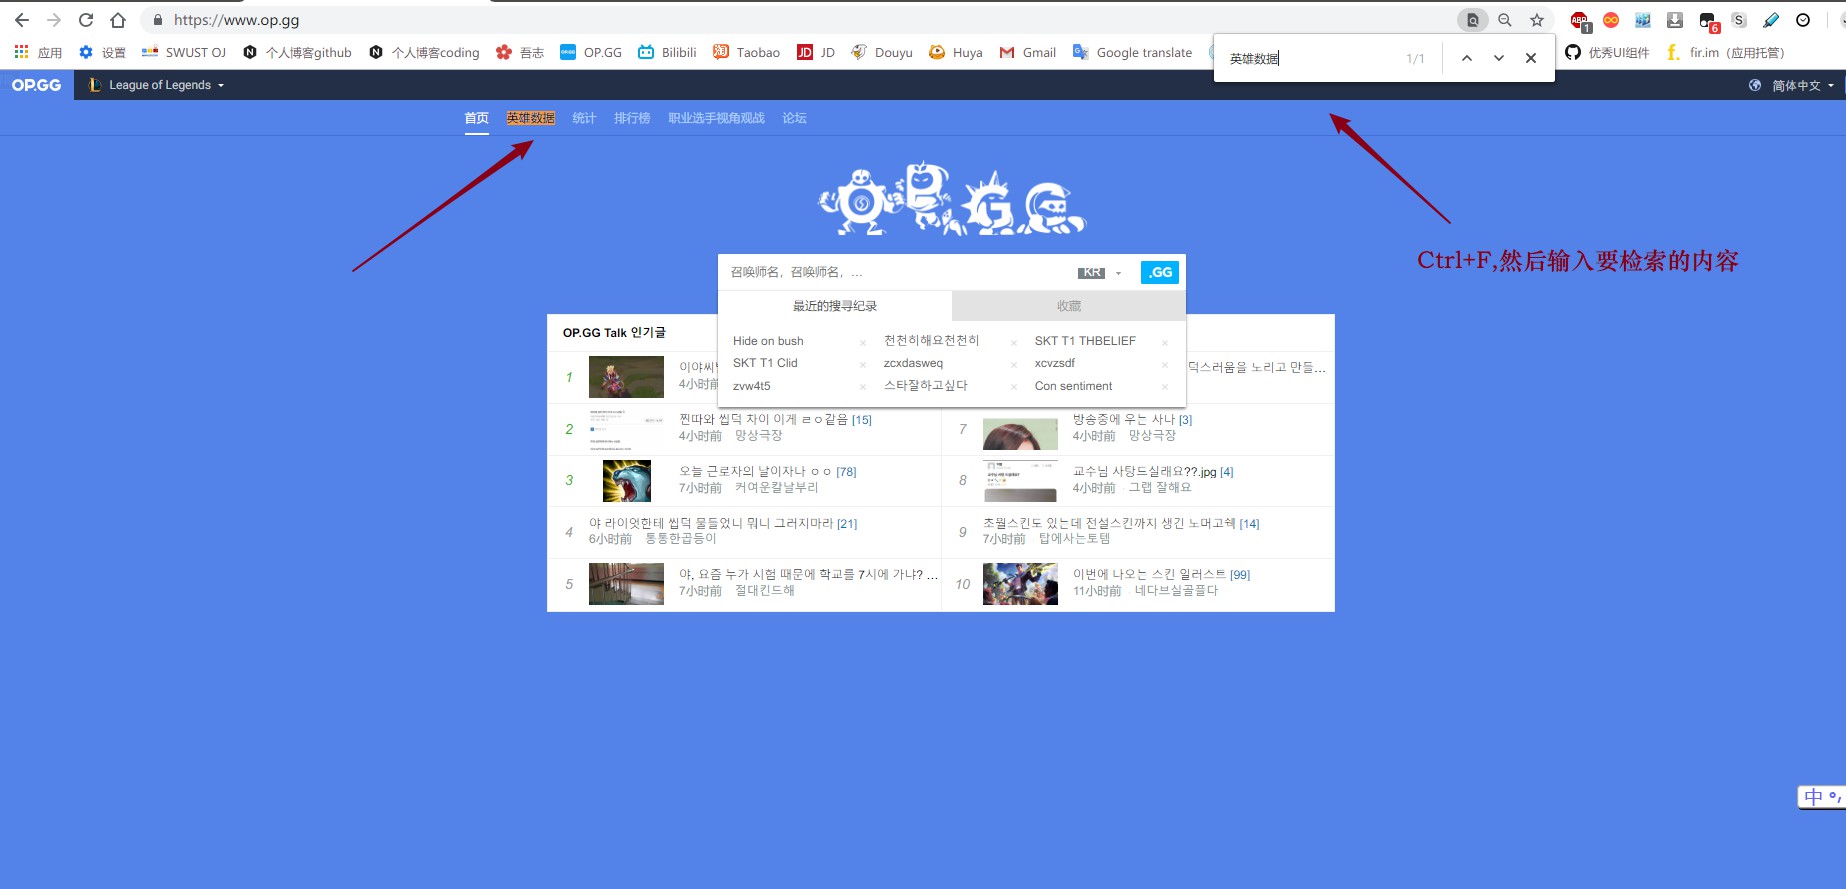 https://www.op.gg
应用 设置 SWUST OJ 个人博客github 个人博客coding 吾志 OP.GG Bilibili Taobao JD Douyu Huya Gmail Google translate 优秀UI组件 fir.im（应用托管）
英雄数据 1/1
OP.GG League of Legends 简体中文
首页 英雄数据 统计 排行榜 职业选手视角观战 论坛
OP.GG
Ctrl+F,然后输入要检索的内容
召唤师名，召唤师名，... KR .GG
最近的搜寻纪录 收藏
Hide on bush × 천천히해요천천히 × SKT T1 THBELIEF ×
SKT T1 Clid × zcxdasweq × xcvzsdf ×
zvw4t5 × 스타잘하고싶다 × Con sentiment ×
OP.GG Talk 인기글
1 이야씨
4小时前
덕스러움을 노리고 만들...
2 찐따와 씹덕 차이 이게 ㄹㅇ같음 [15]
4小时前 망상극장
7 방송중에 우는 사나 [3]
4小时前 망상극장
3 오늘 근로자의 날이자나 ㅇㅇ [78]
7小时前 커여운칼날부리
8 교수님 사탕드실래요??.jpg [4]
4小时前 그랩 잘해요
4 야 라이엇한테 씹덕 물들었니 뭐니 그러지마라 [21]
6小时前 통통한곱등이
9 초월스킨도 있는데 전설스킨까지 생긴 노머고쉑 [14]
7小时前 탑에사는토템
5 야, 요즘 누가 시험 때문에 학교를 7시에 가냐? ...
7小时前 절대킨드해
10 이번에 나오는 스킨 일러스트 [99]
11小时前 네다브실골플다
中